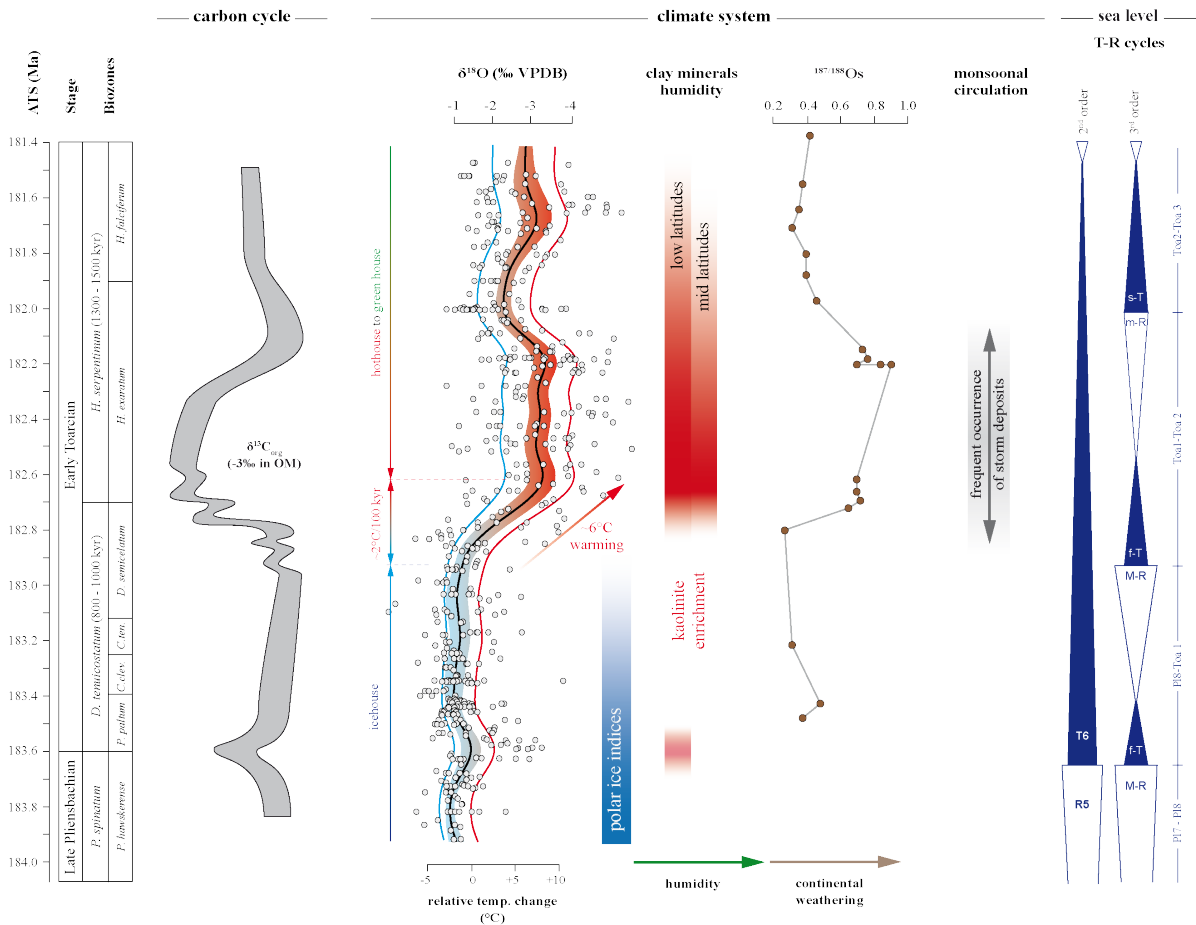 carbon cycle
climate system
sea level
T-R cycles
ATS (Ma)
Stage
Biozones
δ¹⁸O (‰ VPDB)
-1 -2 -3 -4
clay minerals
humidity
¹⁸⁷/¹⁸⁸Os
0.2 0.4 0.6 0.8 1.0
monsoonal
circulation
2nd order
3rd order
181.4
181.6
181.8
182.0
182.2
182.4
182.6
182.8
183.0
183.2
183.4
183.6
183.8
184.0
Early Toarcian
Late Pliensbachian
H. serpentinum (1300 - 1500 kyr)
D. tenuicostatum (800 - 1000 kyr)
P. spinatum
H. falciferum
H. exaratum
D. semicelatum
C.ten.
C. clev.
P. paltum
P. hawskerense
δ¹³Corg
(-3‰ in OM)
hothouse to green house
~2°C/100 kyr
icehouse
~6°C
warming
polar ice indices
low latitudes
mid latitudes
kaolinite
enrichment
frequent occurrence
of storm deposits
s-T
m-R
f-T
M-R
T6
f-T
R5
M-R
Toa2-Toa 3
Toa1-Toa 2
Pl8-Toa 1
Pl7 - Pl8
-5 0 +5 +10
relative temp. change
(°C)
humidity
continental
weathering